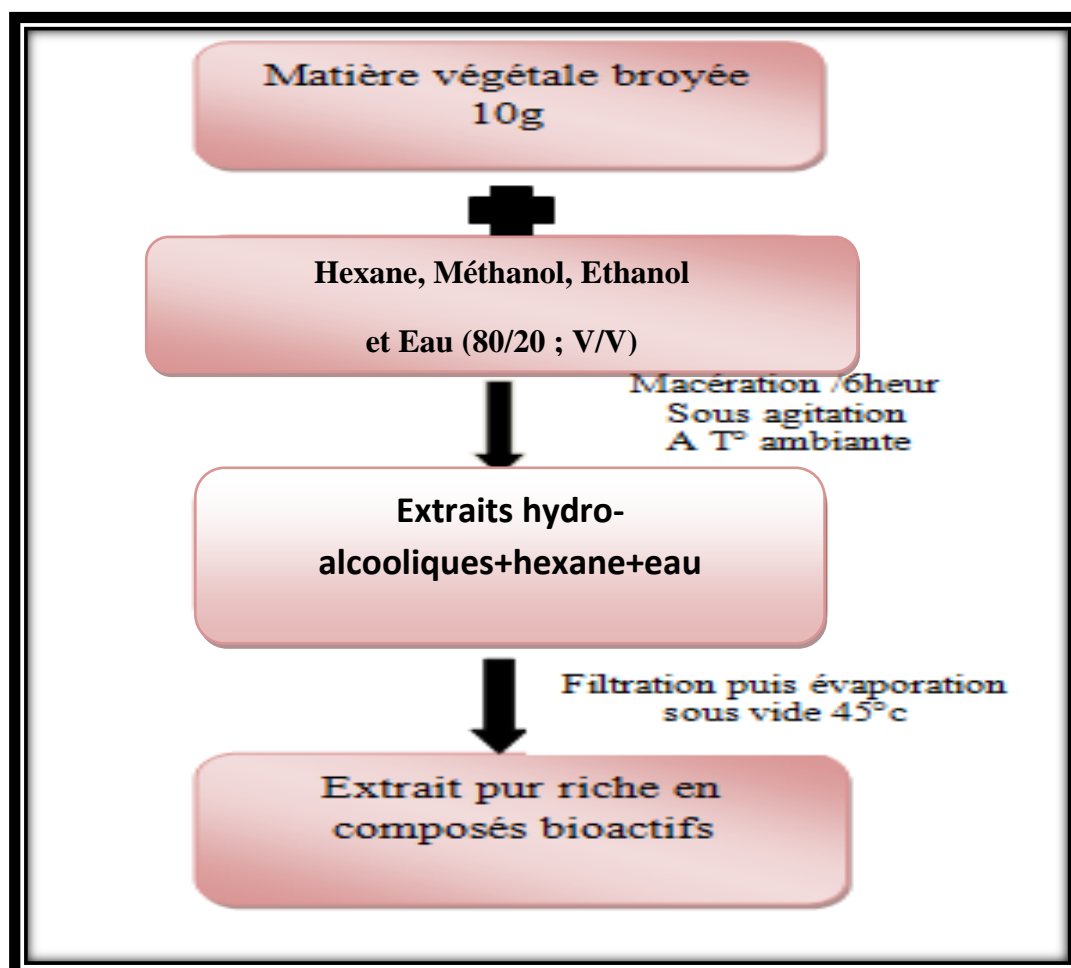 Matière végétale broyée
10g
Hexane, Méthanol, Ethanol
et Eau (80/20 ; V/V)
Macération /6heur
Sous agitation
A T° ambiante
Extraits hydro-
alcooliques+hexane+eau
Filtration puis évaporation
sous vide 45°c
Extrait pur riche en
composés bioactifs